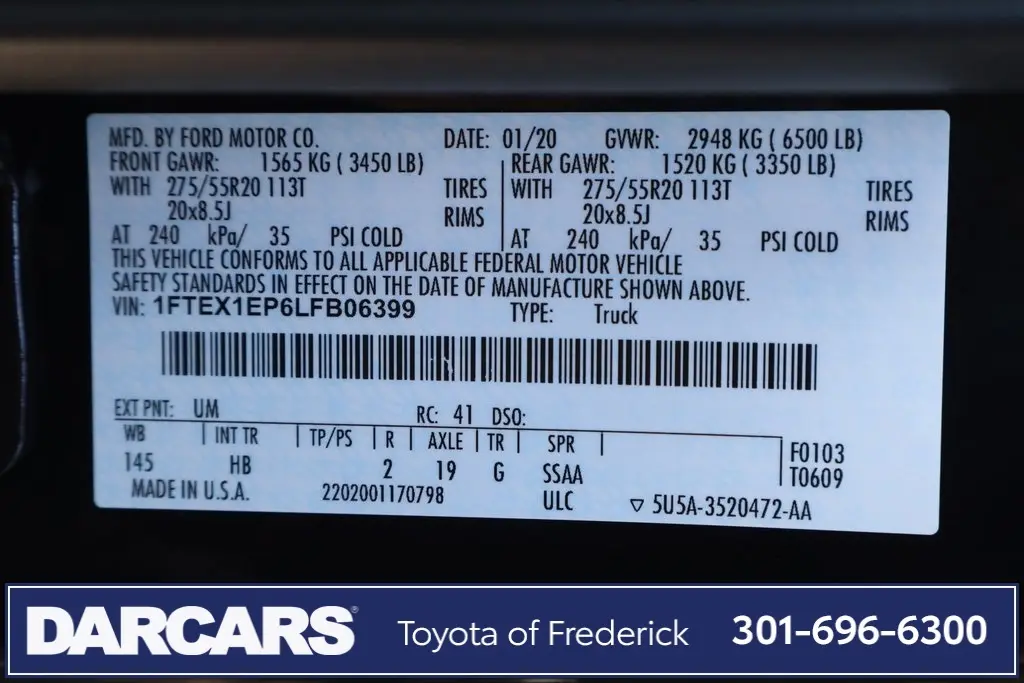 MFD. BY FORD MOTOR CO. DATE: 01/20 GVWR: 2948 KG ( 6500 LB)
FRONT GAWR: 1565 KG ( 3450 LB) REAR GAWR: 1520 KG ( 3350 LB)
WITH 275/55R20 113T TIRES WITH 275/55R20 113T TIRES
20x8.5J RIMS 20x8.5J RIMS
AT 240 kPa/ 35 PSI COLD AT 240 kPa/ 35 PSI COLD
THIS VEHICLE CONFORMS TO ALL APPLICABLE FEDERAL MOTOR VEHICLE
SAFETY STANDARDS IN EFFECT ON THE DATE OF MANUFACTURE SHOWN ABOVE.
VIN: 1FTEX1EP6LFB06399 TYPE: Truck
EXT PNT: UM RC: 41 DSO:
WB INT TR TP/PS R AXLE TR SPR F0103
145 HB 2 19 G SSAA T0609
MADE IN U.S.A. 2202001170798 ULC ▽ 5U5A-3520472-AA
DARCARS® Toyota of Frederick 301-696-6300